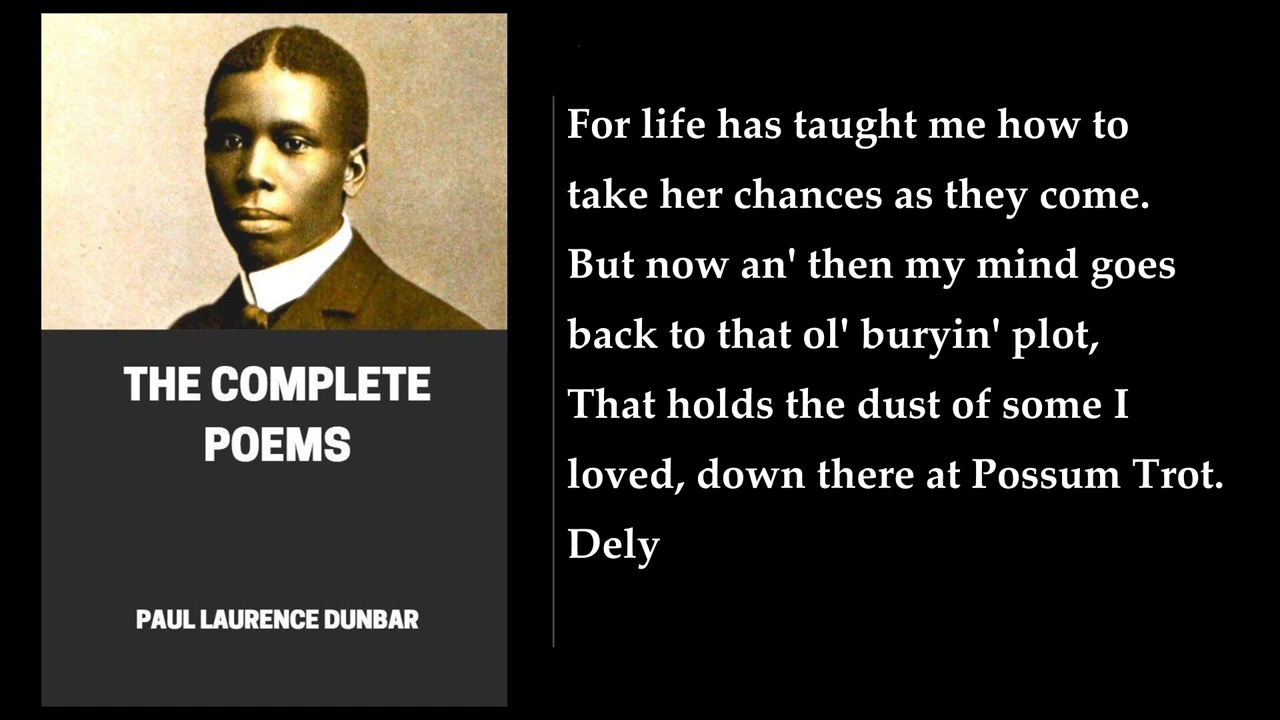 THE COMPLETE
POEMS
PAUL LAURENCE DUNBAR
For life has taught me how to
take her chances as they come.
But now an' then my mind goes
back to that ol' buryin' plot,
That holds the dust of some I
loved, down there at Possum Trot.
Dely